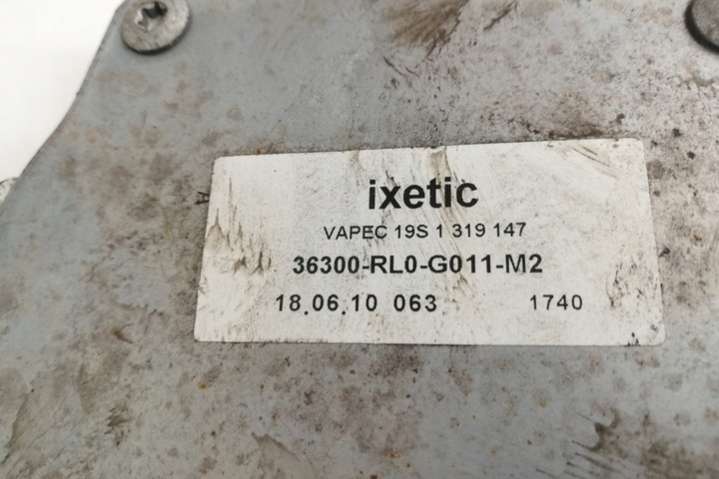 ixetic
VAPEC 19S 1 319 147
36300-RL0-G011-M2
18.06.10 063 1740